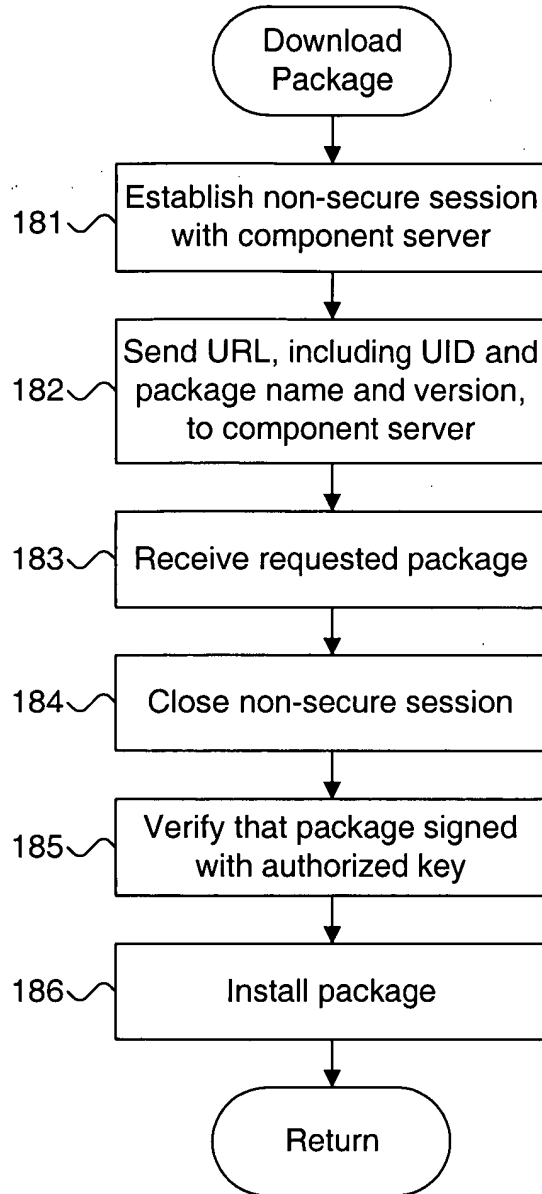 Download
Package
181
Establish non-secure session
with component server
182
Send URL, including UID and
package name and version,
to component server
183
Receive requested package
184
Close non-secure session
185
Verify that package signed
with authorized key
186
Install package
Return